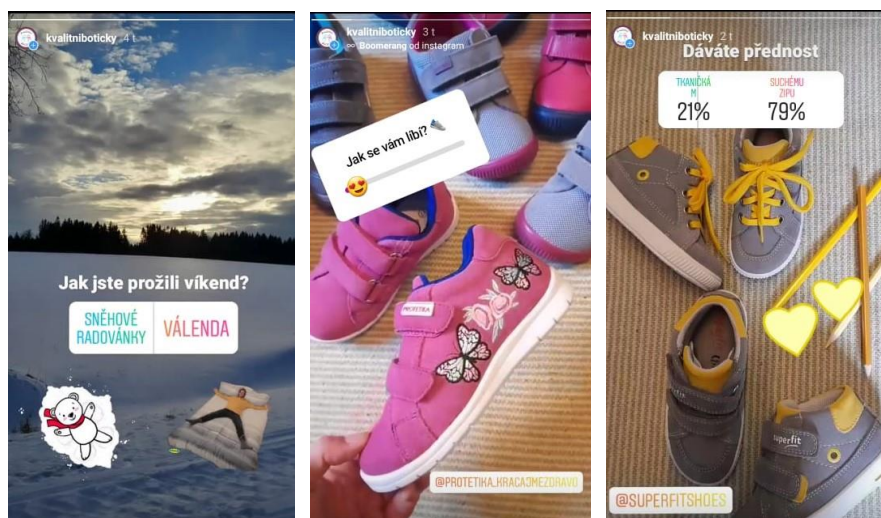 kvalitniboticky 4 t
Jak jste prožili víkend?
SNĚHOVÉ
RADOVÁNKY
VÁLENDA
kvalitniboticky 3 t
Boomerang od instagram
Jak se vám líbí?
PROTETIKA
@PROTETIKA_KRACAJMEZDRAVO
kvalitniboticky 2 t
Dáváte přednost
TKANIČKÁ
M
21%
SUCHÉMU
ZIPU
79%
superfit
@SUPERFITSHOES